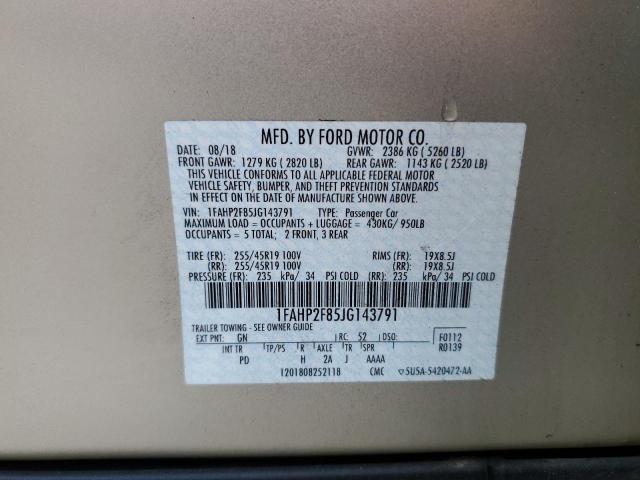 MFD. BY FORD MOTOR CO.
DATE: 08/18 GVWR: 2386 KG ( 5260 LB)
FRONT GAWR: 1279 KG ( 2820 LB) REAR GAWR: 1143 KG ( 2520 LB)
THIS VEHICLE CONFORMS TO ALL APPLICABLE FEDERAL MOTOR
VEHICLE SAFETY, BUMPER, AND THEFT PREVENTION STANDARDS
IN EFFECT ON THE DATE OF MANUFACTURE SHOWN ABOVE.
VIN: 1FAHP2F85JG143791 TYPE: Passenger Car
MAXIMUM LOAD = OCCUPANTS + LUGGAGE = 430KG/ 950LB
OCCUPANTS = 5 TOTAL; 2 FRONT, 3 REAR
TIRE (FR): 255/45R19 100V RIMS (FR): 19X8.5J
(RR): 255/45R19 100V (RR): 19X8.5J
PRESSURE (FR): 235 kPa/ 34 PSI COLD (RR): 235 kPa/ 34 PSI COLD
1FAHP2F85JG143791
TRAILER TOWING - SEE OWNER GUIDE
EXT PNT: GN RC: 52 DSO: F0112
INT TR TP/PS R AXLE TR SPR R0139
PD H 2A J AAAA
1201808252118 CMC 5U5A-5420472-AA